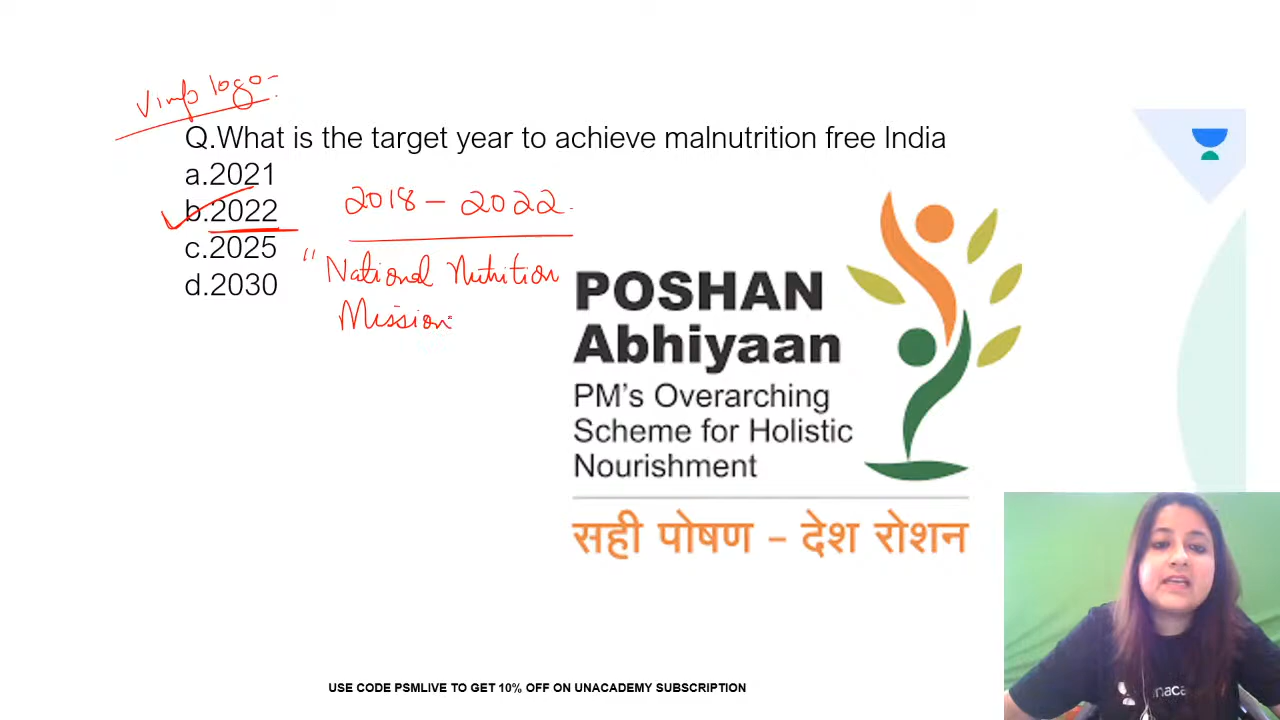 Vimp logo:-
Q.What is the target year to achieve malnutrition free India
a.2021
b.2022
c.2025
d.2030
2018 - 2022.
"National Nutrition
Mission
POSHAN
Abhiyaan
PM's Overarching
Scheme for Holistic
Nourishment
सही पोषण - देश रोशन
USE CODE PSMLIVE TO GET 10% OFF ON UNACADEMY SUBSCRIPTION